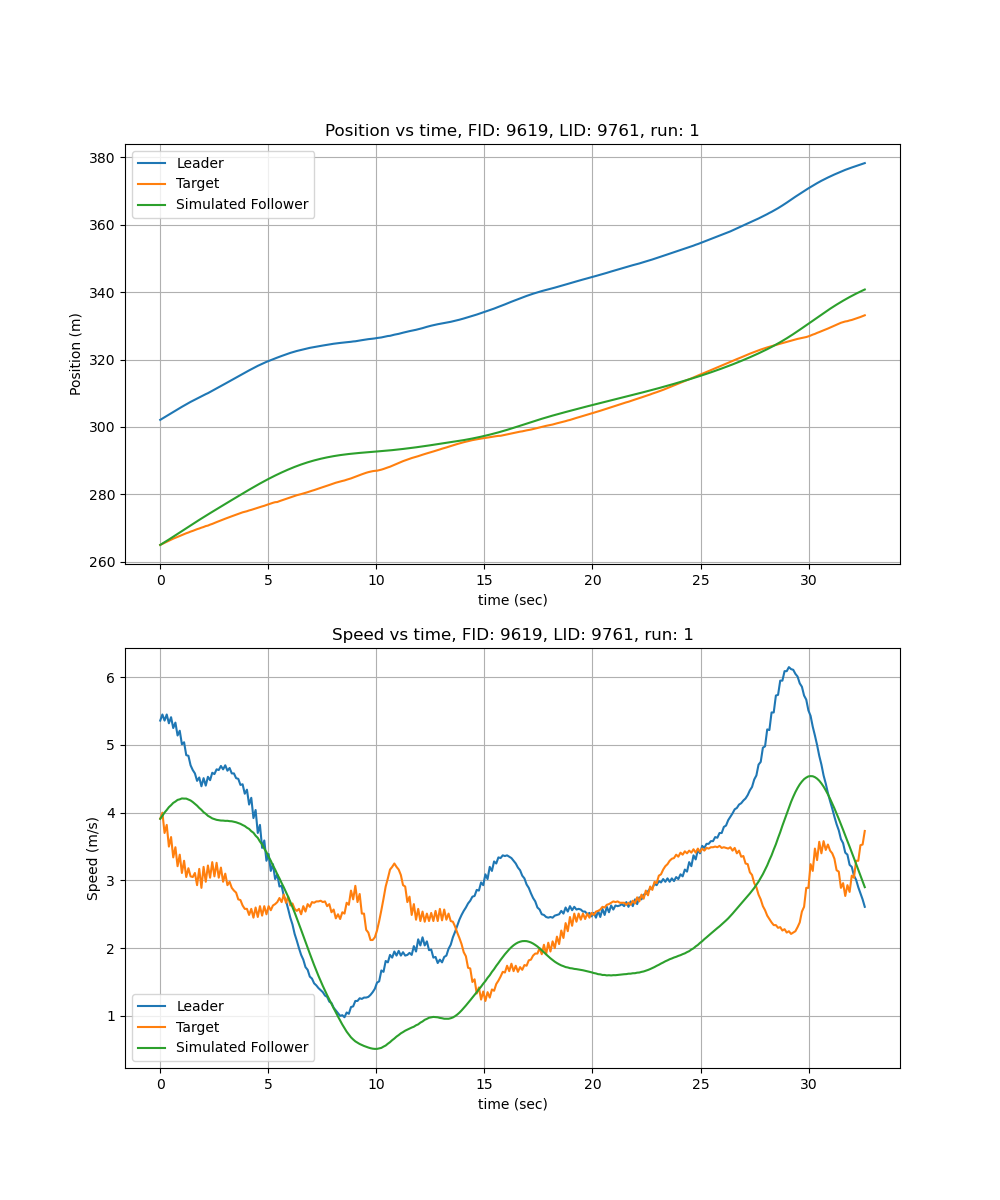 Position vs time, FID: 9619, LID: 9761, run: 1
Leader
Target
Simulated Follower
380
360
340
320
300
280
260
Position (m)
0 5 10 15 20 25 30
time (sec)
Speed vs time, FID: 9619, LID: 9761, run: 1
6
5
4
3
2
1
Speed (m/s)
Leader
Target
Simulated Follower
0 5 10 15 20 25 30
time (sec)